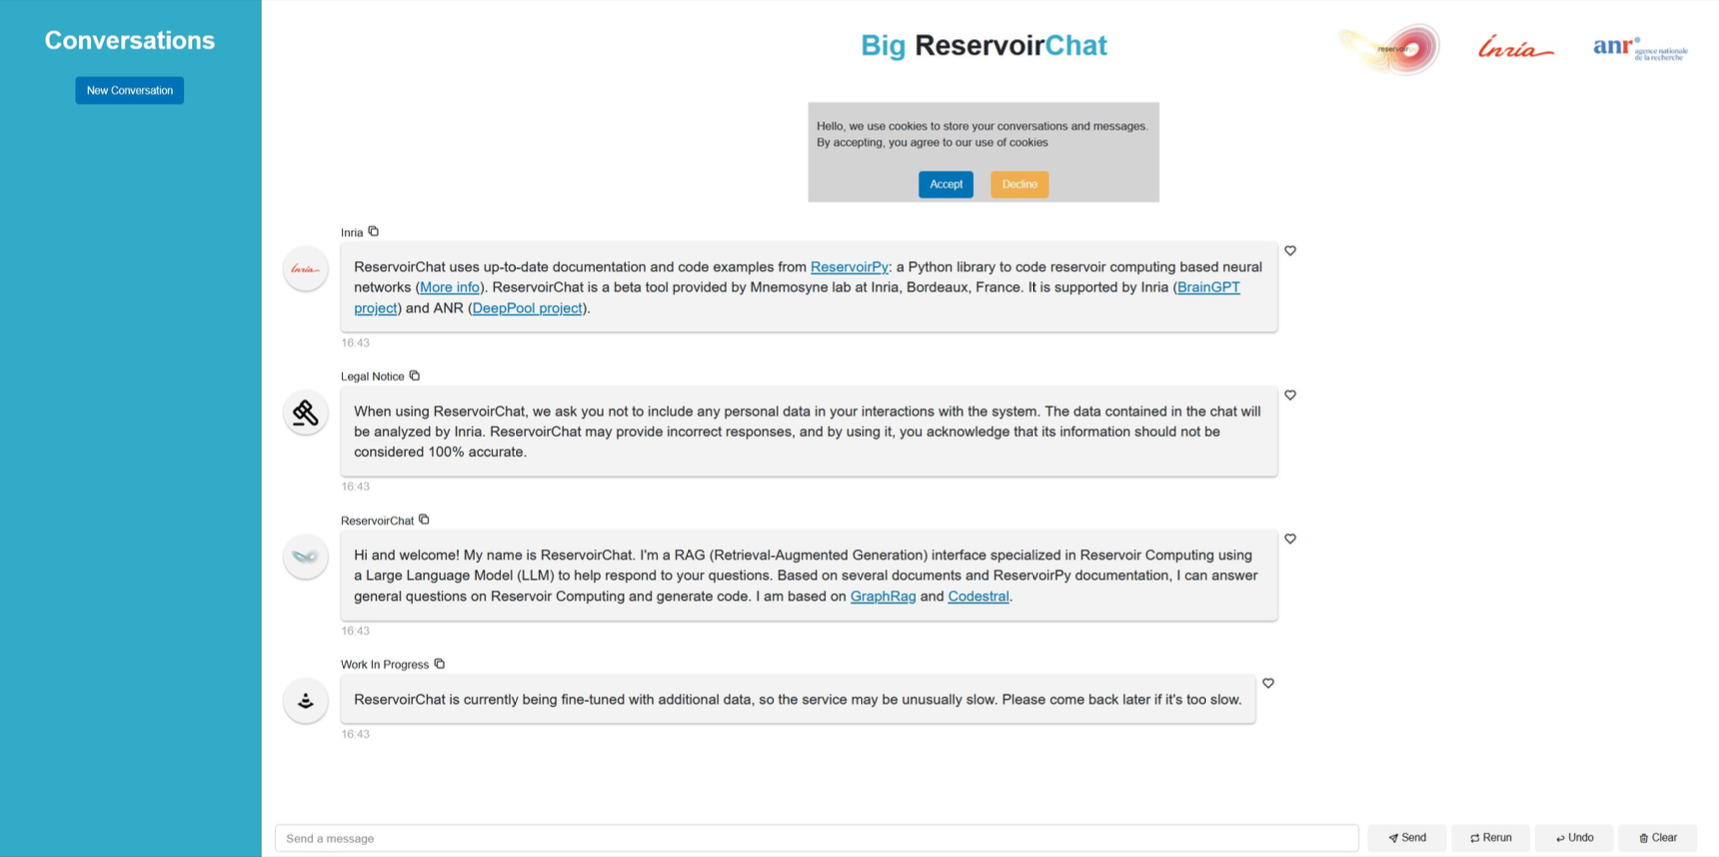 Conversations
New Conversation
Big ReservoirChat
reservoir
Inria
anr
agence nationale
de la recherche
Hello, we use cookies to store your conversations and messages.
By accepting, you agree to our use of cookies
Accept
Decline
Inria
Inria
ReservoirChat uses up-to-date documentation and code examples from ReservoirPy: a Python library to code reservoir computing based neural
networks (More info). ReservoirChat is a beta tool provided by Mnemosyne lab at Inria, Bordeaux, France. It is supported by Inria (BrainGPT
project) and ANR (DeepPool project).
16:43
Legal Notice
When using ReservoirChat, we ask you not to include any personal data in your interactions with the system. The data contained in the chat will
be analyzed by Inria. ReservoirChat may provide incorrect responses, and by using it, you acknowledge that its information should not be
considered 100% accurate.
16:43
ReservoirChat
Hi and welcome! My name is ReservoirChat. I'm a RAG (Retrieval-Augmented Generation) interface specialized in Reservoir Computing using
a Large Language Model (LLM) to help respond to your questions. Based on several documents and ReservoirPy documentation, I can answer
general questions on Reservoir Computing and generate code. I am based on GraphRag and Codestral.
16:43
Work In Progress
ReservoirChat is currently being fine-tuned with additional data, so the service may be unusually slow. Please come back later if it's too slow.
16:43
Send a message
Send
Rerun
Undo
Clear